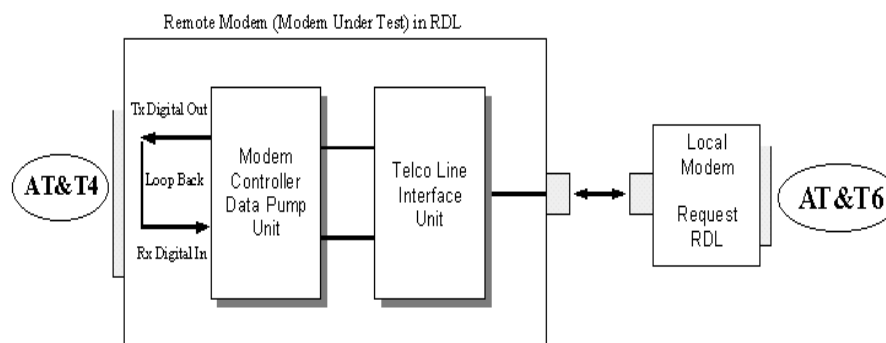 Remote Modem (Modem Under Test) in RDL
Tx Digital Out
AT&T4
Loop Back
Rx Digital In
Modem
Controller
Data Pump
Unit
Telco Line
Interface
Unit
Local
Modem
Request
RDL
AT&T6